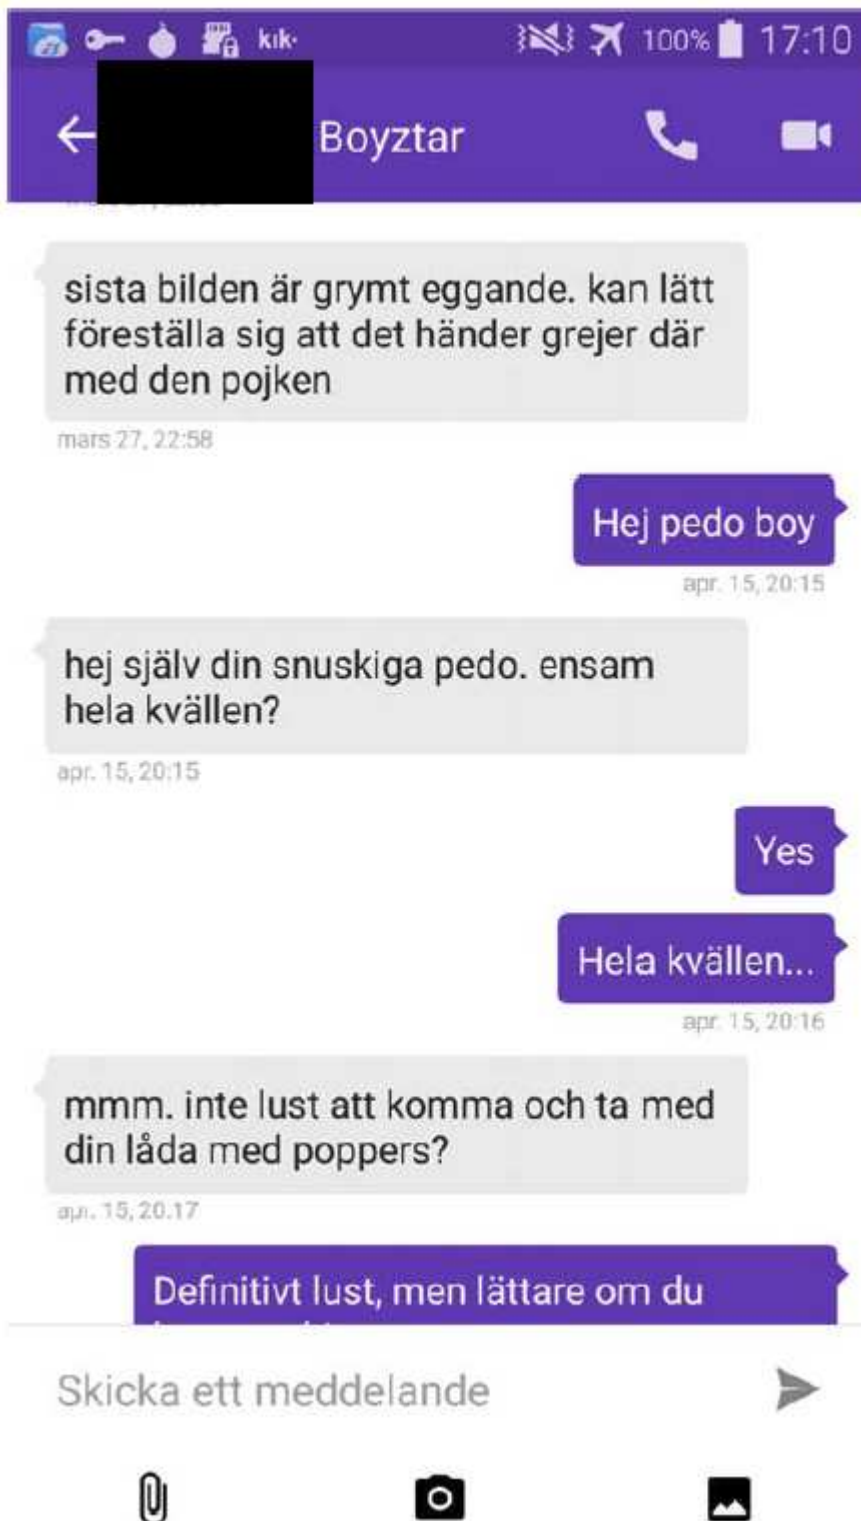 kik·
100% 17:10
Boyztar
sista bilden är grymt eggande. kan lätt
föreställa sig att det händer grejer där
med den pojken
mars 27, 22:58
Hej pedo boy
apr. 15, 20:15
hej själv din snuskiga pedo. ensam
hela kvällen?
apr. 15, 20:15
Yes
Hela kvällen...
apr. 15, 20:16
mmm. inte lust att komma och ta med
din låda med poppers?
apr. 15, 20.17
Definitivt lust, men lättare om du
Skicka ett meddelande